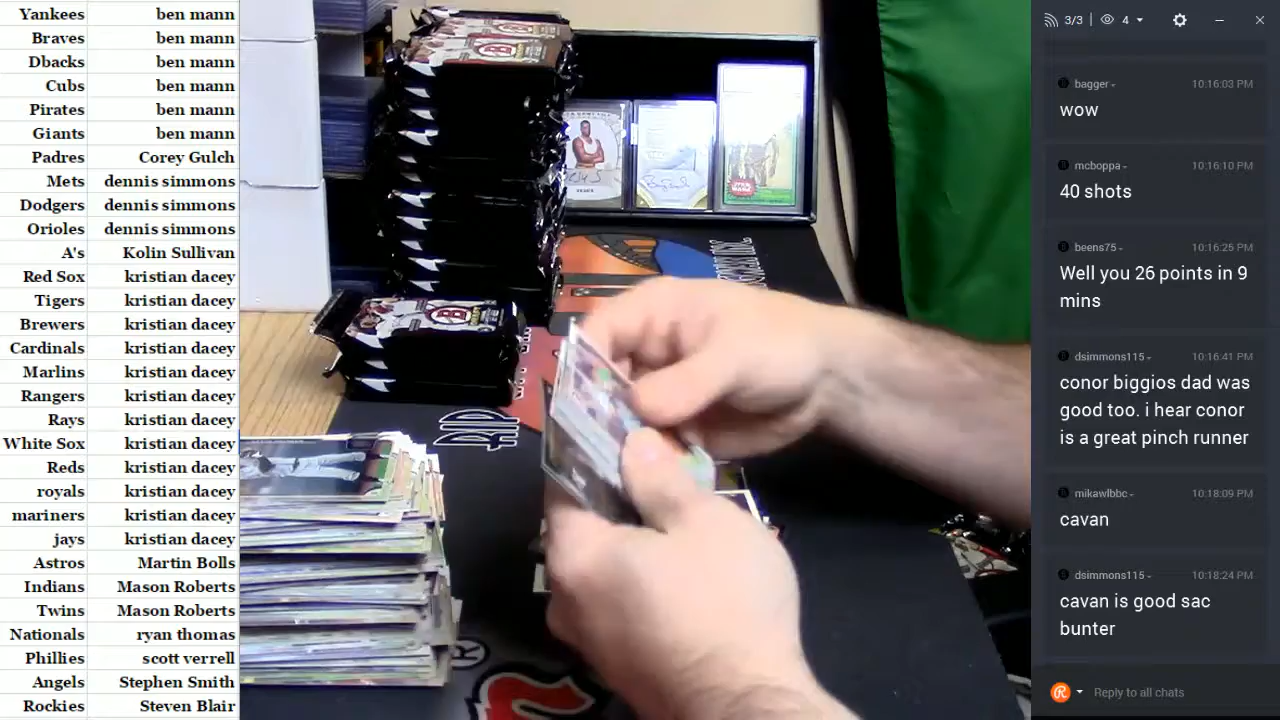 Yankees ben mann
Braves ben mann
Dbacks ben mann
Cubs ben mann
Pirates ben mann
Giants ben mann
Padres Corey Gulch
Mets dennis simmons
Dodgers dennis simmons
Orioles dennis simmons
A's Kolin Sullivan
Red Sox kristian dacey
Tigers kristian dacey
Brewers kristian dacey
Cardinals kristian dacey
Marlins kristian dacey
Rangers kristian dacey
Rays kristian dacey
White Sox kristian dacey
Reds kristian dacey
royals kristian dacey
mariners kristian dacey
jays kristian dacey
Astros Martin Bolls
Indians Mason Roberts
Twins Mason Roberts
Nationals ryan thomas
Phillies scott verrell
Angels Stephen Smith
Rockies Steven Blair
3/3 4
bagger 10:16:03 PM
wow
mcboppa 10:16:10 PM
40 shots
beens75 10:16:25 PM
Well you 26 points in 9
mins
dsimmons115 10:16:41 PM
conor biggios dad was
good too. i hear conor
is a great pinch runner
mikawlbbc 10:18:09 PM
cavan
dsimmons115 10:18:24 PM
cavan is good sac
bunter
Reply to all chats